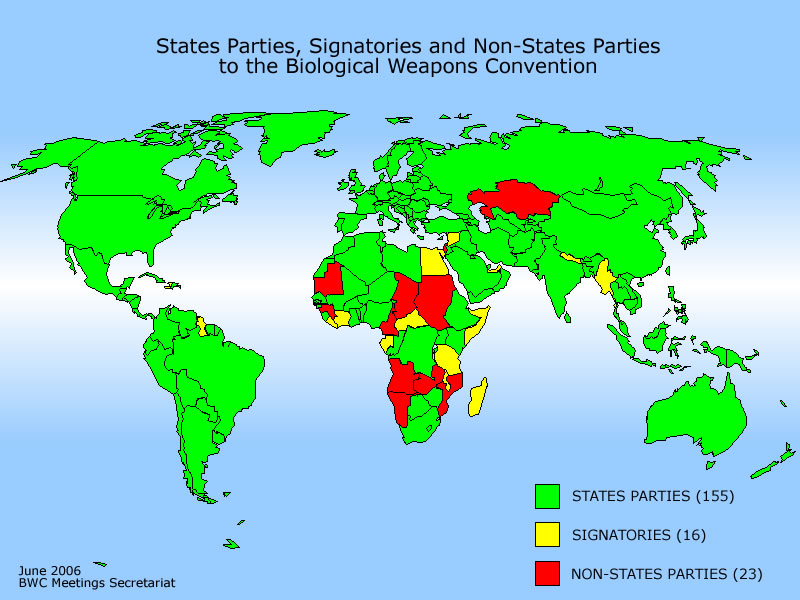 States Parties, Signatories and Non-States Parties
to the Biological Weapons Convention
STATES PARTIES (155)
SIGNATORIES (16)
NON-STATES PARTIES (23)
June 2006
BWC Meetings Secretariat